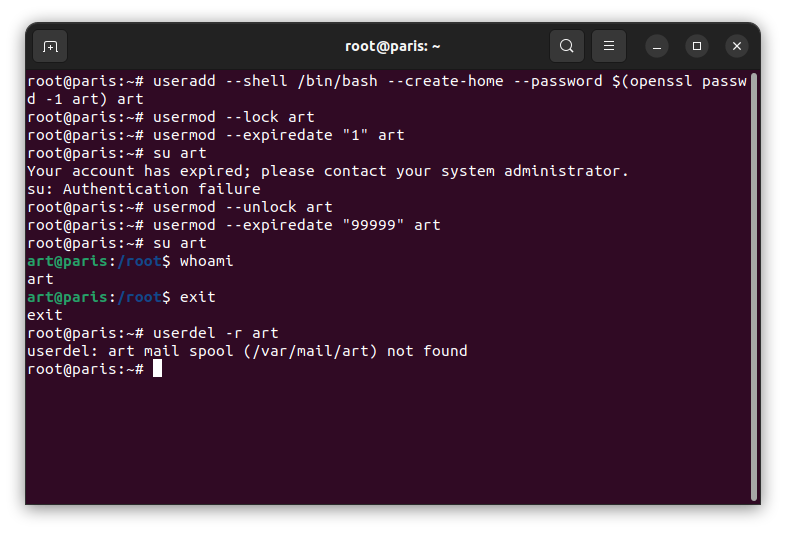 root@paris: ~
root@paris:~# useradd --shell /bin/bash --create-home --password $(openssl passw
d -1 art) art
root@paris:~# usermod --lock art
root@paris:~# usermod --expiredate "1" art
root@paris:~# su art
Your account has expired; please contact your system administrator.
su: Authentication failure
root@paris:~# usermod --unlock art
root@paris:~# usermod --expiredate "99999" art
root@paris:~# su art
art@paris:/root$ whoami
art
art@paris:/root$ exit
exit
root@paris:~# userdel -r art
userdel: art mail spool (/var/mail/art) not found
root@paris:~#